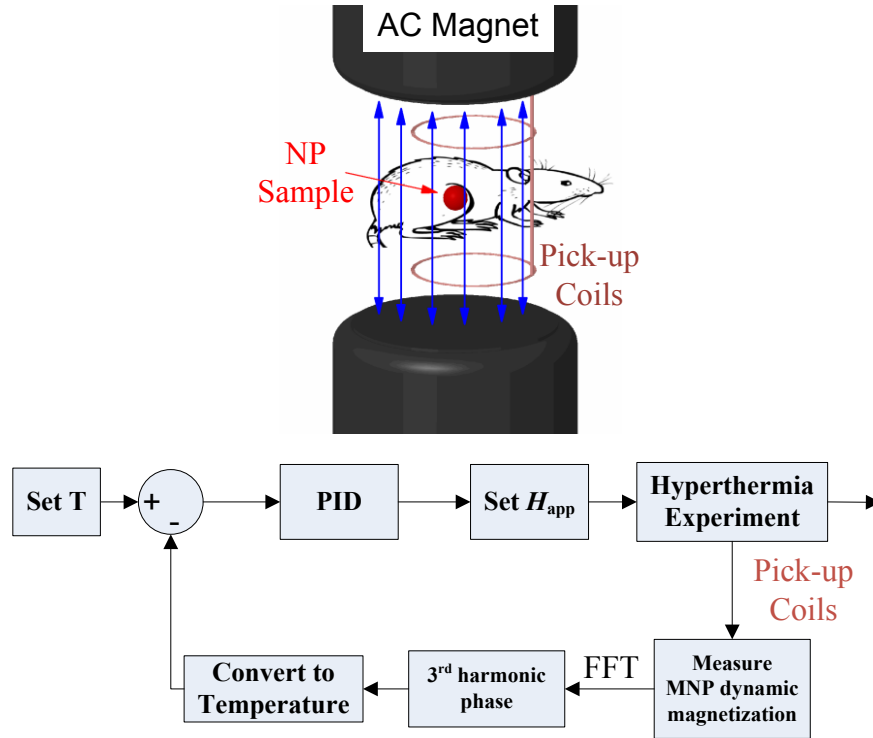 AC Magnet
NP
Sample
Pick-up
Coils
Set T
+
-
PID
Set Happ
Hyperthermia
Experiment
Pick-up
Coils
Measure
MNP dynamic
magnetization
FFT
3rd harmonic
phase
Convert to
Temperature